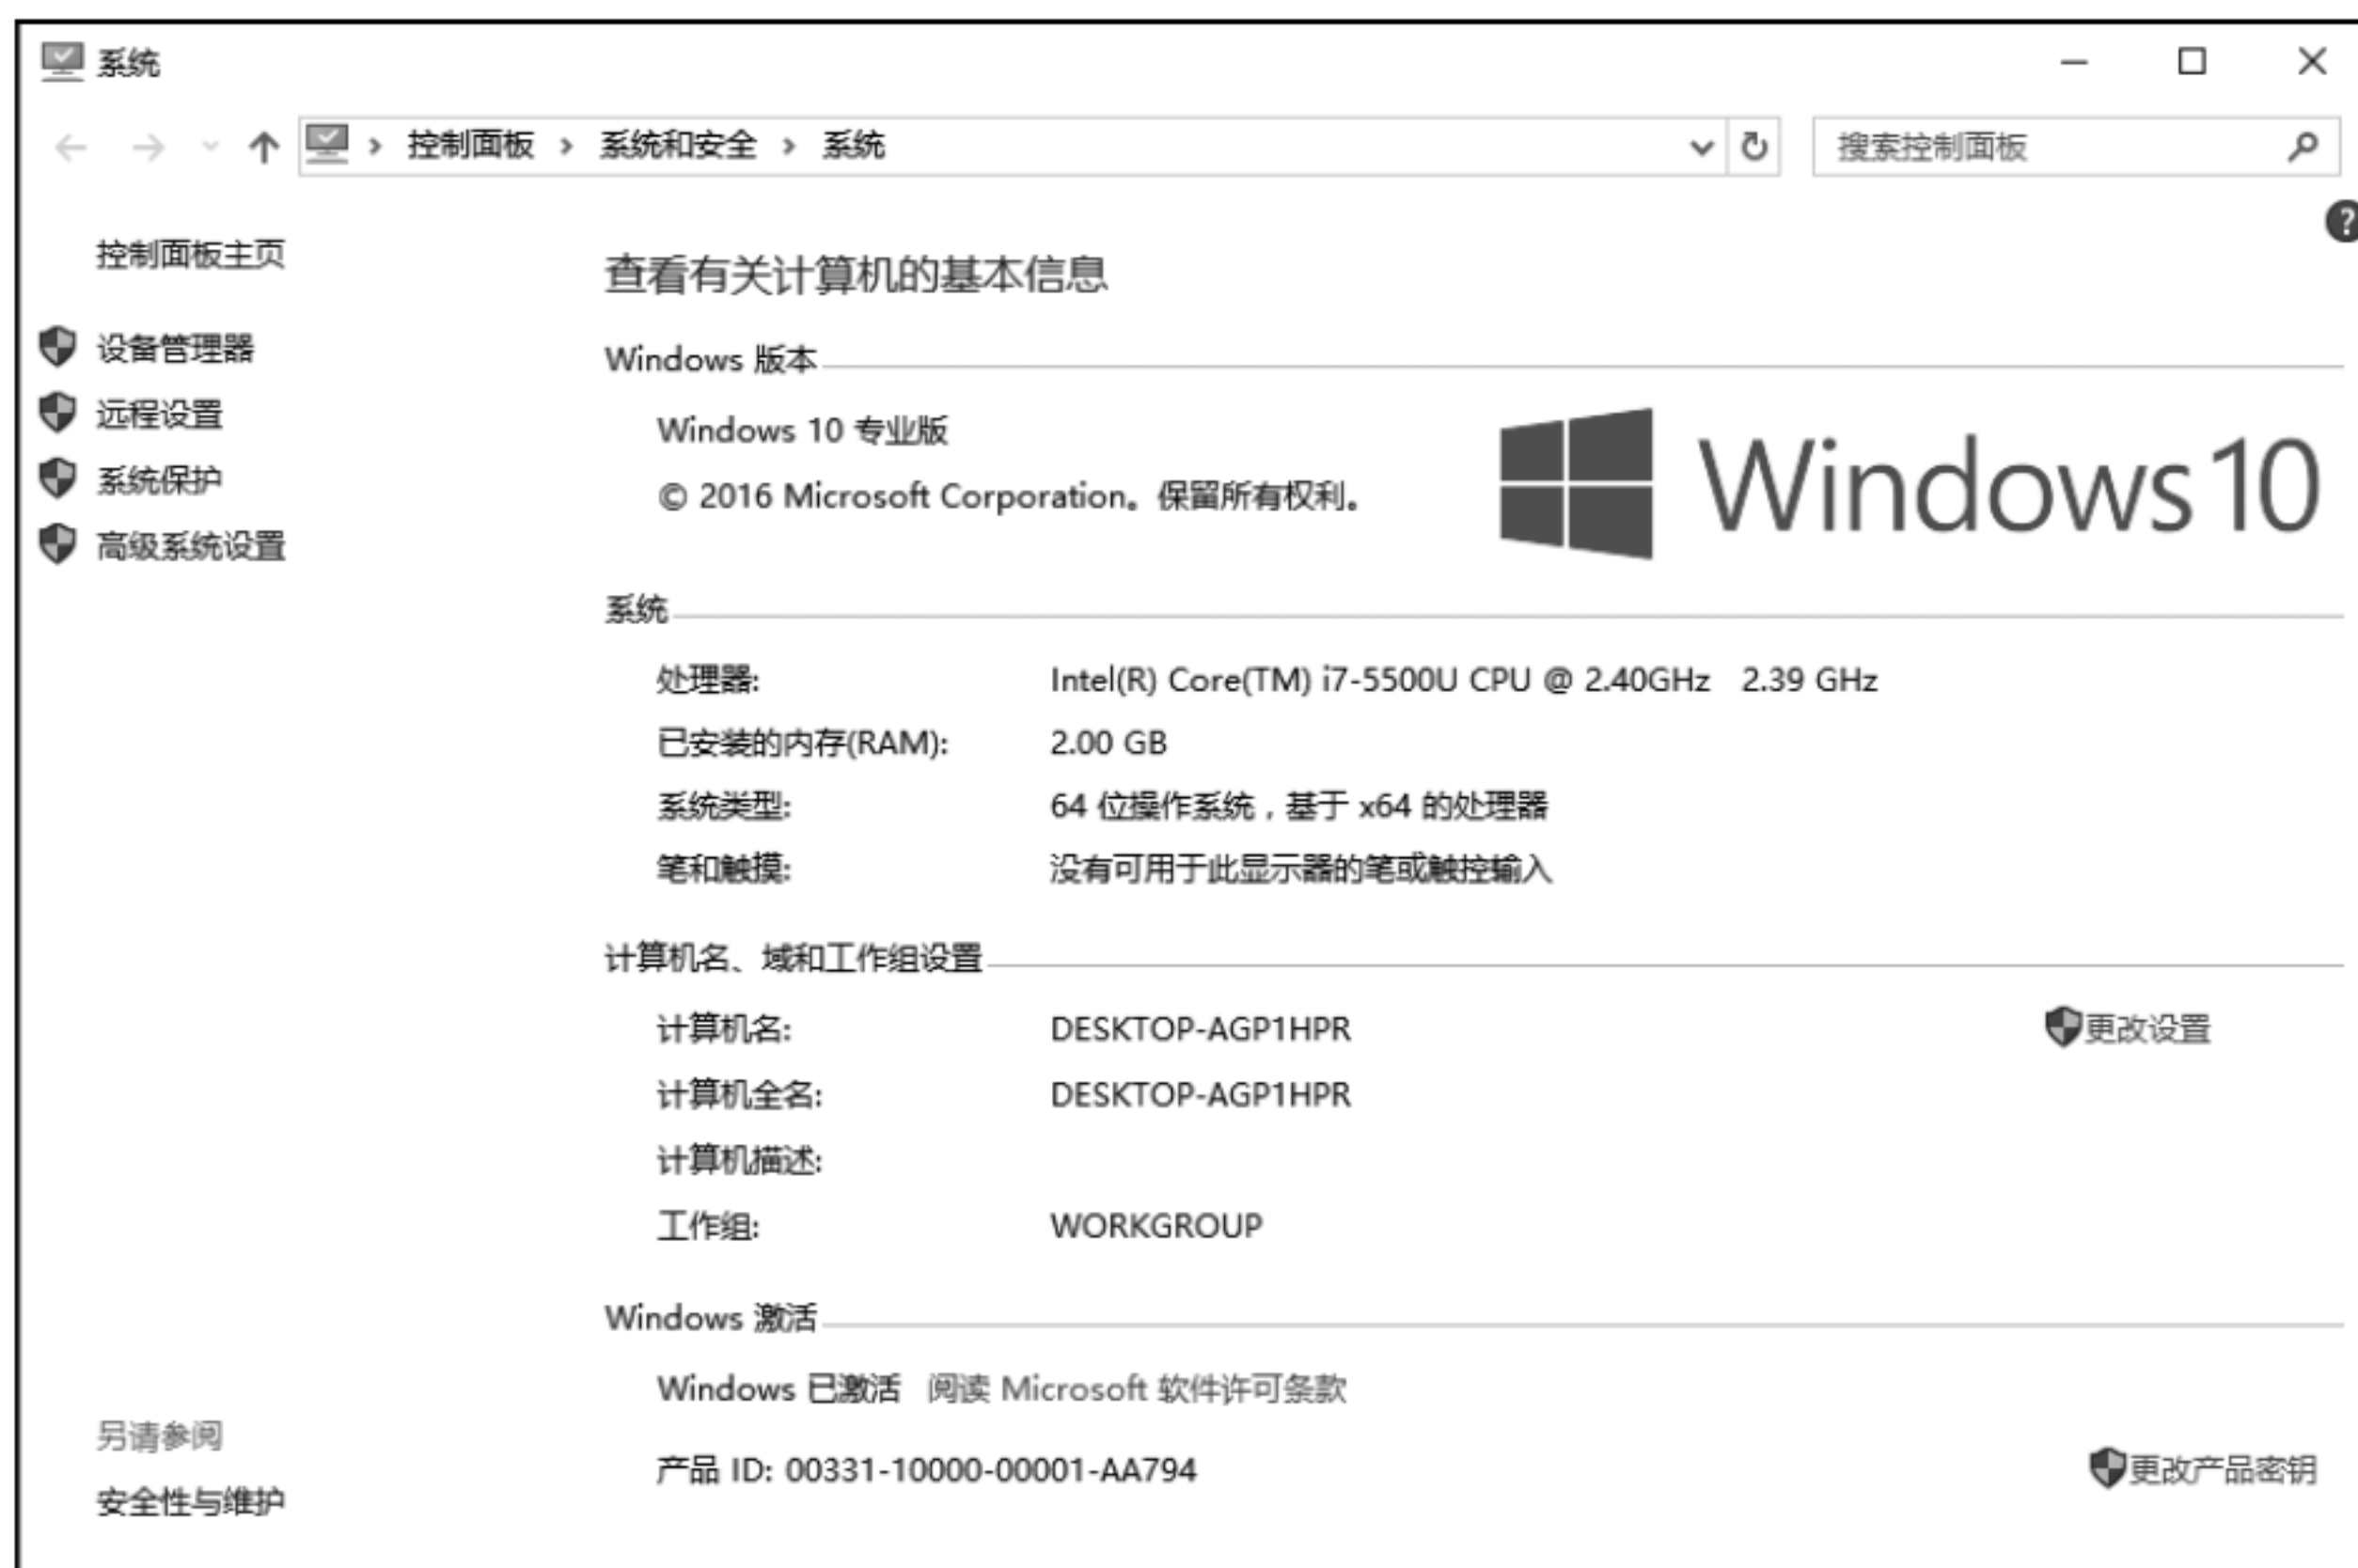 系统
控制面板 › 系统和安全 › 系统
搜索控制面板
?
控制面板主页
设备管理器
远程设置
系统保护
高级系统设置
查看有关计算机的基本信息
Windows 版本
Windows 10 专业版
© 2016 Microsoft Corporation。保留所有权利。
Windows 10
系统
处理器: Intel(R) Core(TM) i7-5500U CPU @ 2.40GHz 2.39 GHz
已安装的内存(RAM): 2.00 GB
系统类型: 64 位操作系统，基于 x64 的处理器
笔和触摸: 没有可用于此显示器的笔或触控输入
计算机名、域和工作组设置
计算机名: DESKTOP-AGP1HPR 更改设置
计算机全名: DESKTOP-AGP1HPR
计算机描述:
工作组: WORKGROUP
Windows 激活
Windows 已激活 阅读 Microsoft 软件许可条款
产品 ID: 00331-10000-00001-AA794 更改产品密钥
另请参阅
安全性与维护